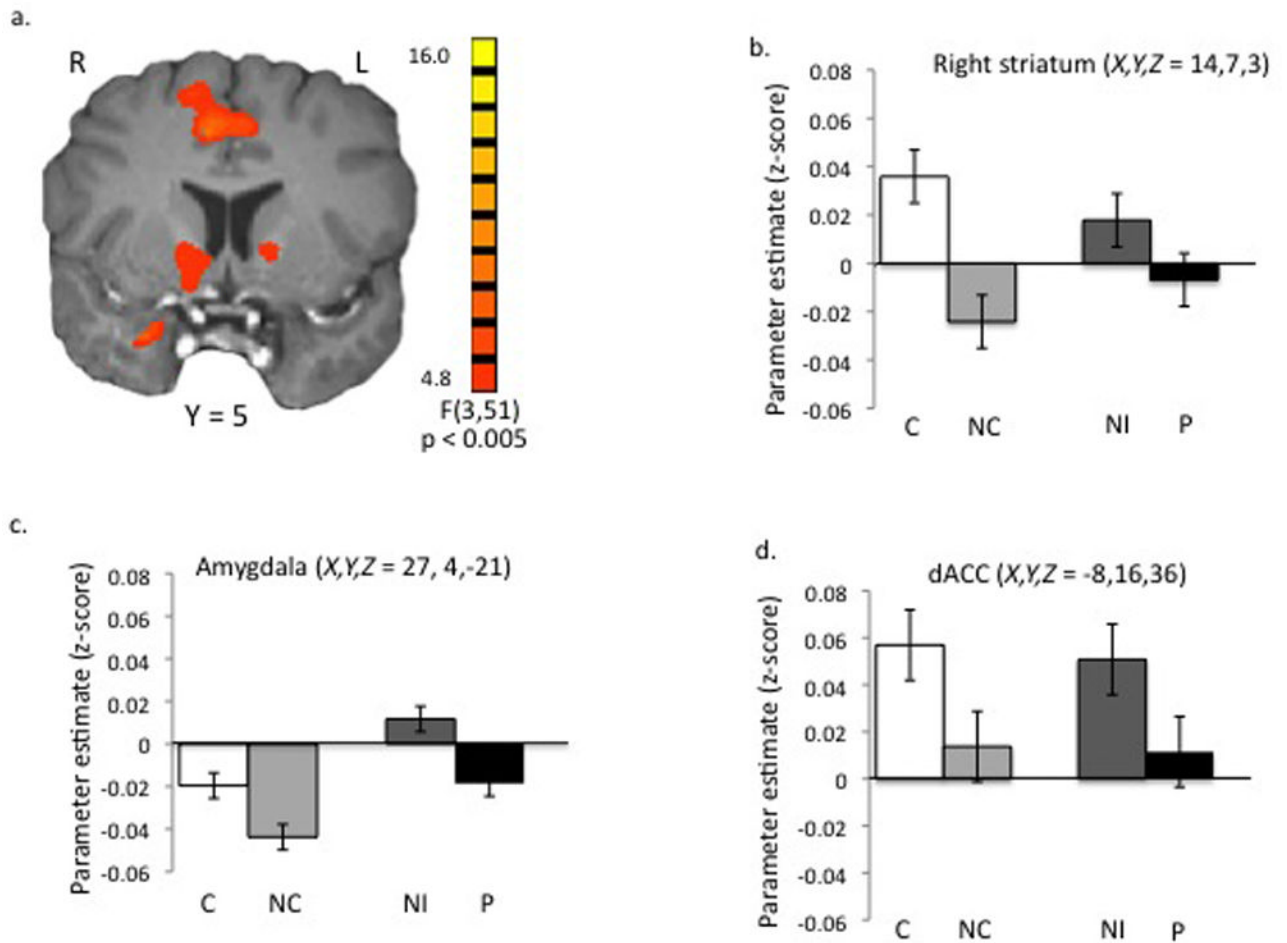 a.
R
L
16.0
4.8
F(3,51)
p < 0.005
Y = 5
b.
Right striatum (X,Y,Z = 14,7,3)
Parameter estimate (z-score)
0.08
0.06
0.04
0.02
0
-0.02
-0.04
-0.06
C NC NI P
c.
Amygdala (X,Y,Z = 27, 4,-21)
Parameter estimate (z-score)
0.08
0.06
0.04
0.02
0
-0.02
-0.04
-0.06
C NC NI P
d.
dACC (X,Y,Z = -8,16,36)
Parameter estimate (z-score)
0.08
0.06
0.04
0.02
0
-0.02
-0.04
-0.06
C NC NI P